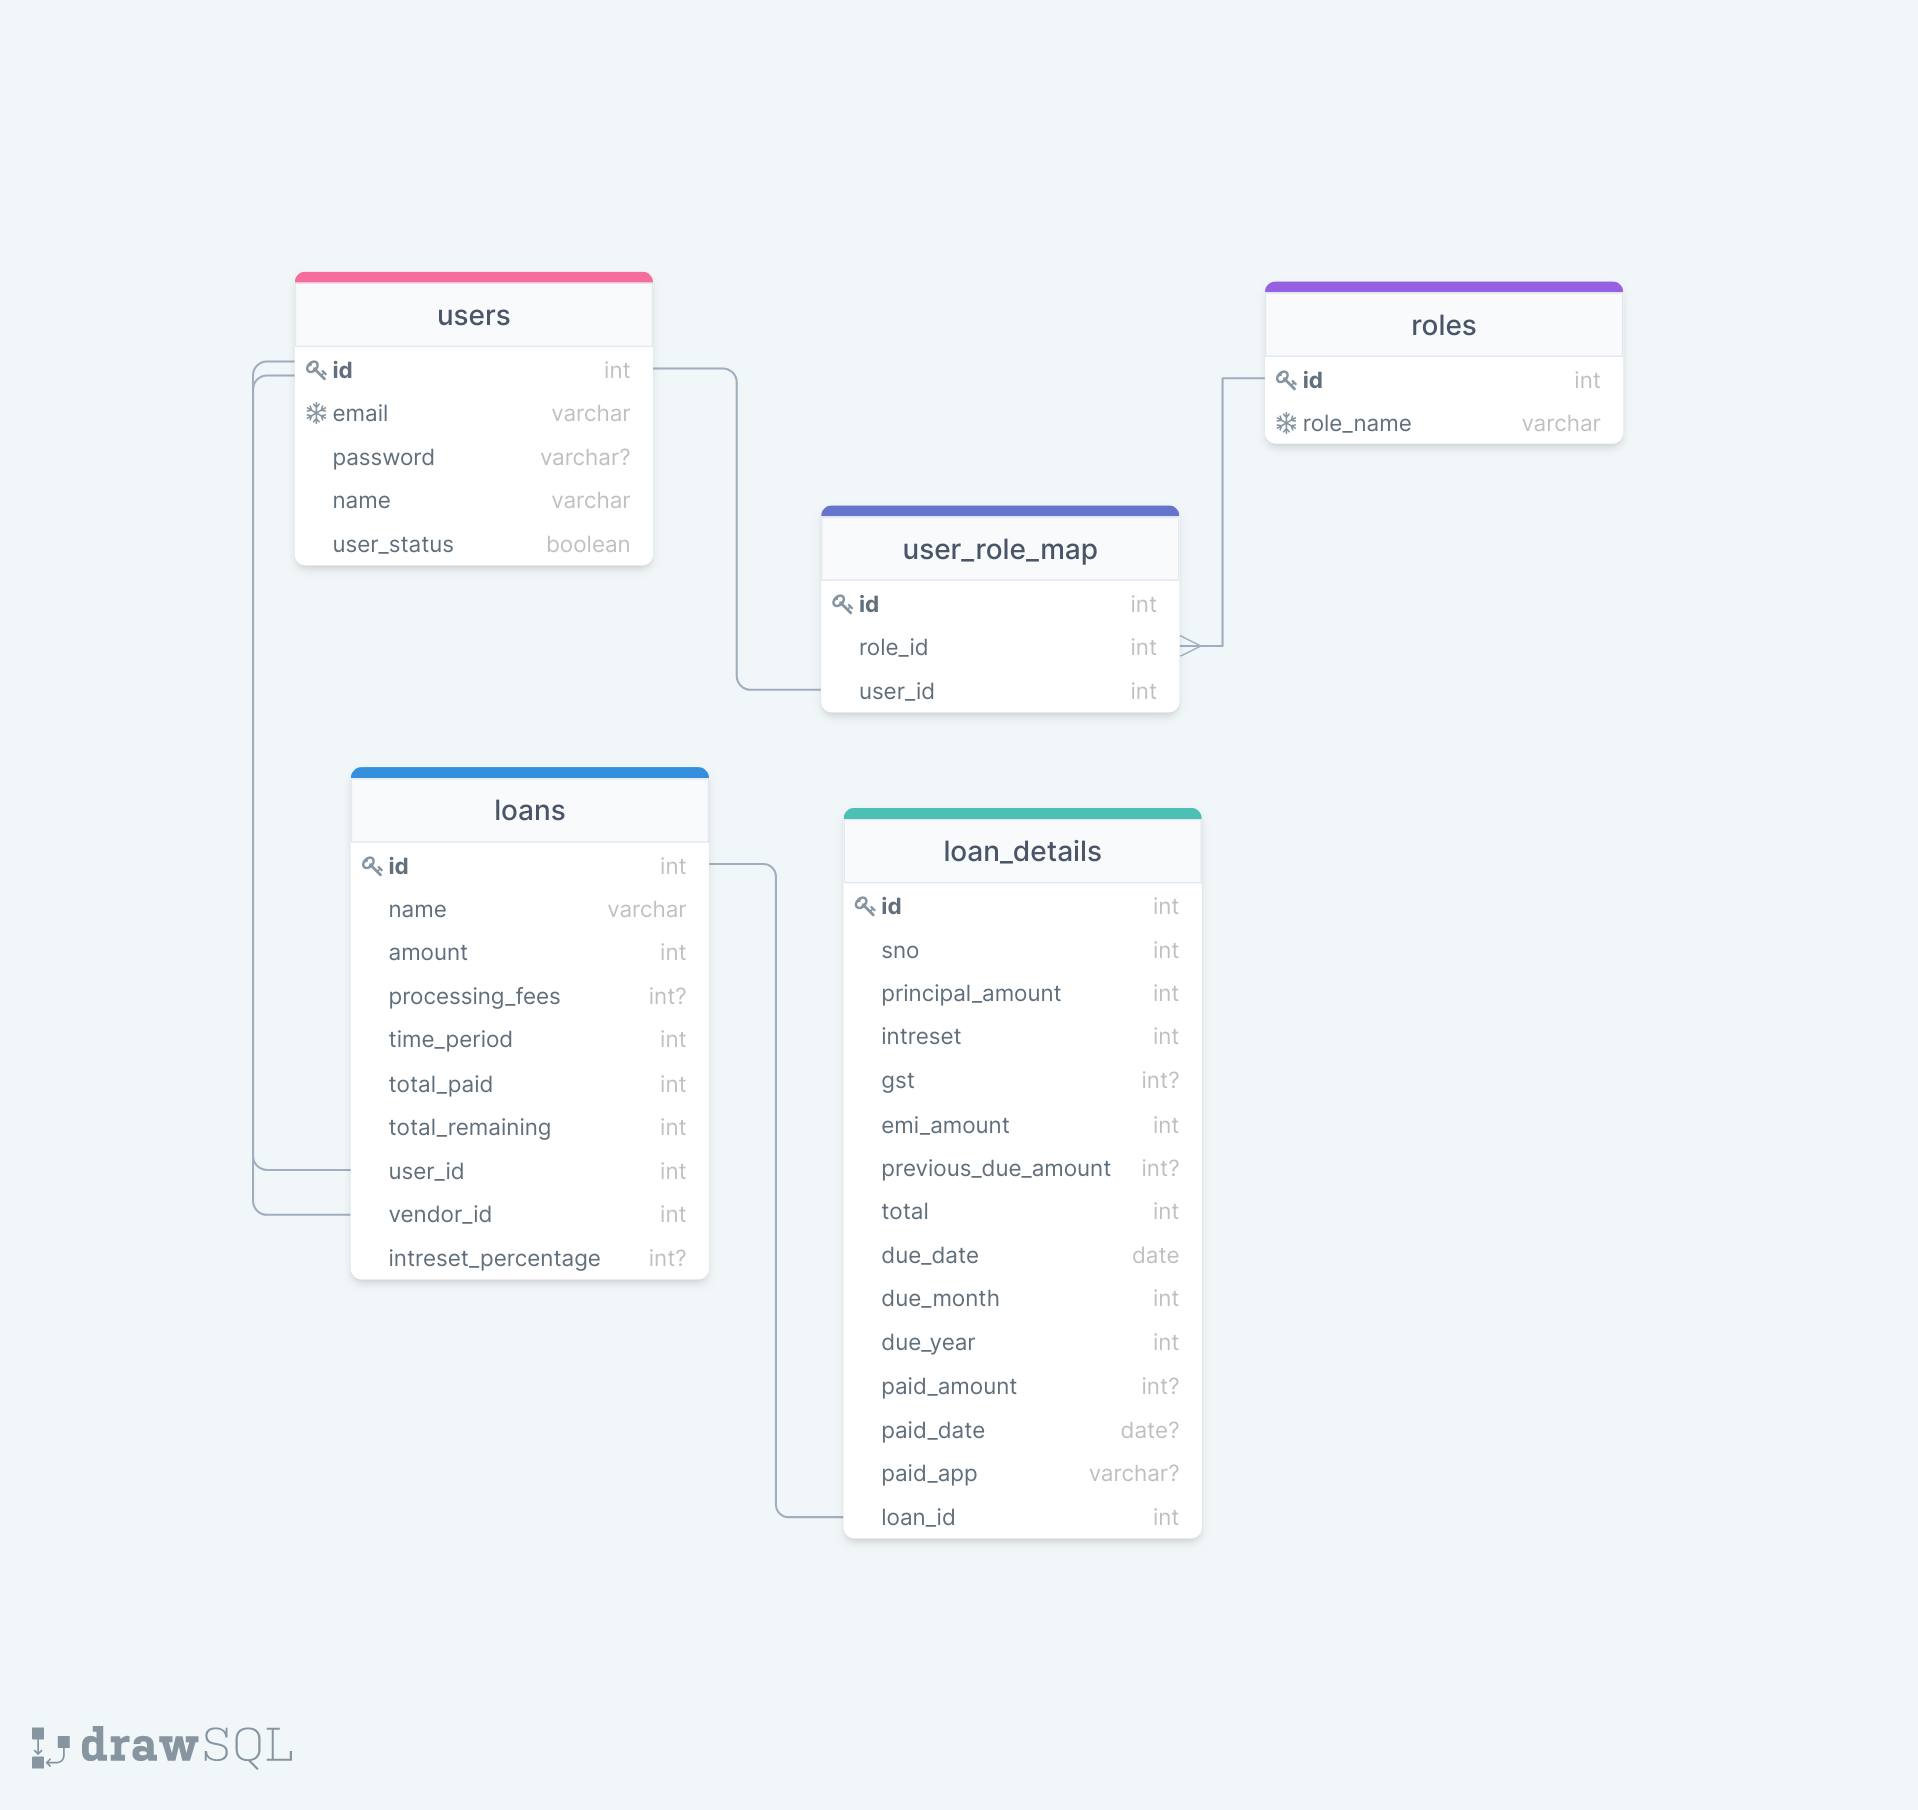 users
id int
email varchar
password varchar?
name varchar
user_status boolean
roles
id int
role_name varchar
user_role_map
id int
role_id int
user_id int
loans
id int
name varchar
amount int
processing_fees int?
time_period int
total_paid int
total_remaining int
user_id int
vendor_id int
intreset_percentage int?
loan_details
id int
sno int
principal_amount int
intreset int
gst int?
emi_amount int
previous_due_amount int?
total int
due_date date
due_month int
due_year int
paid_amount int?
paid_date date?
paid_app varchar?
loan_id int
drawSQL